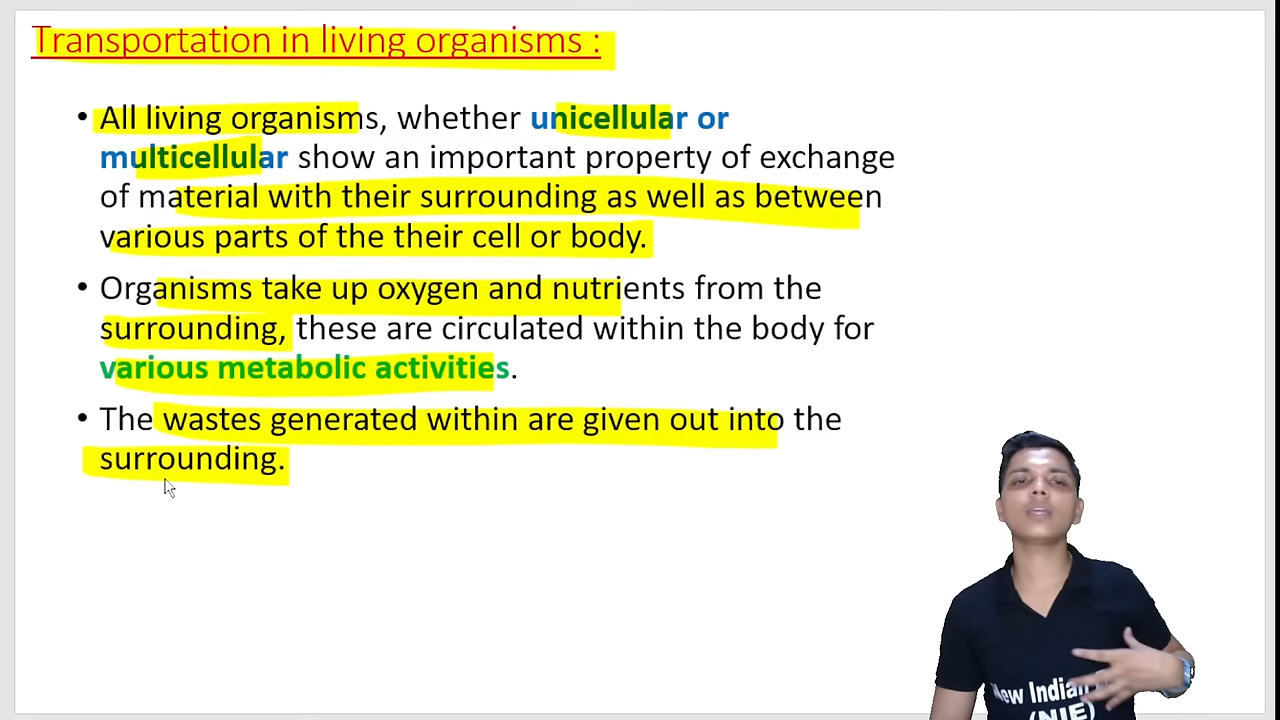 Transportation in living organisms :
• All living organisms, whether unicellular or
multicellular show an important property of exchange
of material with their surrounding as well as between
various parts of the their cell or body.
• Organisms take up oxygen and nutrients from the
surrounding, these are circulated within the body for
various metabolic activities.
• The wastes generated within are given out into the
surrounding.
New Indian
(NIE)